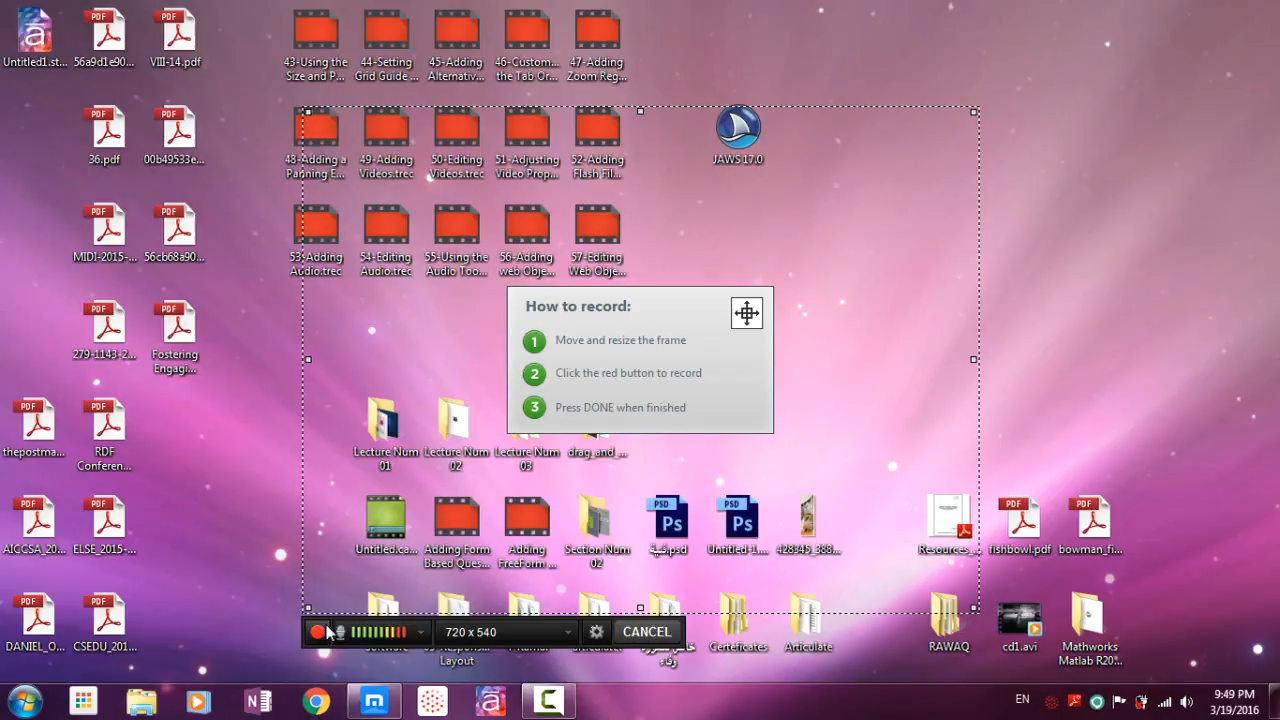 Untitled1.st...
56a9d1e90...
VIII-14.pdf
43-Using the
Size and P...
44-Setting
Grid Guide ...
45-Adding
Alternativ...
46-Custom...
the Tab Or...
47-Adding
Zoom Reg...
36.pdf
00b49533e...
48-Adding a
Panning E...
49-Adding
Videos.trec
50-Editing
Videos.trec
51-Adjusting
Video Prop...
52-Adding
Flash Fil...
JAWS 17.0
MIDI-2015-...
56cb68a90...
53-Adding
Audio.trec
54-Editing
Audio.trec
55-Using the
Audio Too...
56-Adding
web Obje...
57-Editing
Web Obje...
How to record:
1 Move and resize the frame
2 Click the red button to record
3 Press DONE when finished
279-1143-2...
Fostering
Engagi...
thepostma...
RDF
Conferen...
Lecture Num
01
Lecture Num
02
Lecture Num
03
drag_and_...
AICCSA_20...
ELSE_2015-...
Untitled.ca...
Adding Form
Based Ques...
Adding
FreeForm ...
Section Num
02
Untitled-1....
fishbowl.pdf
bowman_fi...
720 x 540
CANCEL
DANIEL_O...
CSEDU_201...
Layout
Certeficates
Articulate
RAWAQ
cd1.avi
Mathworks
Matlab R20...
EN
9:49 PM
3/19/2016